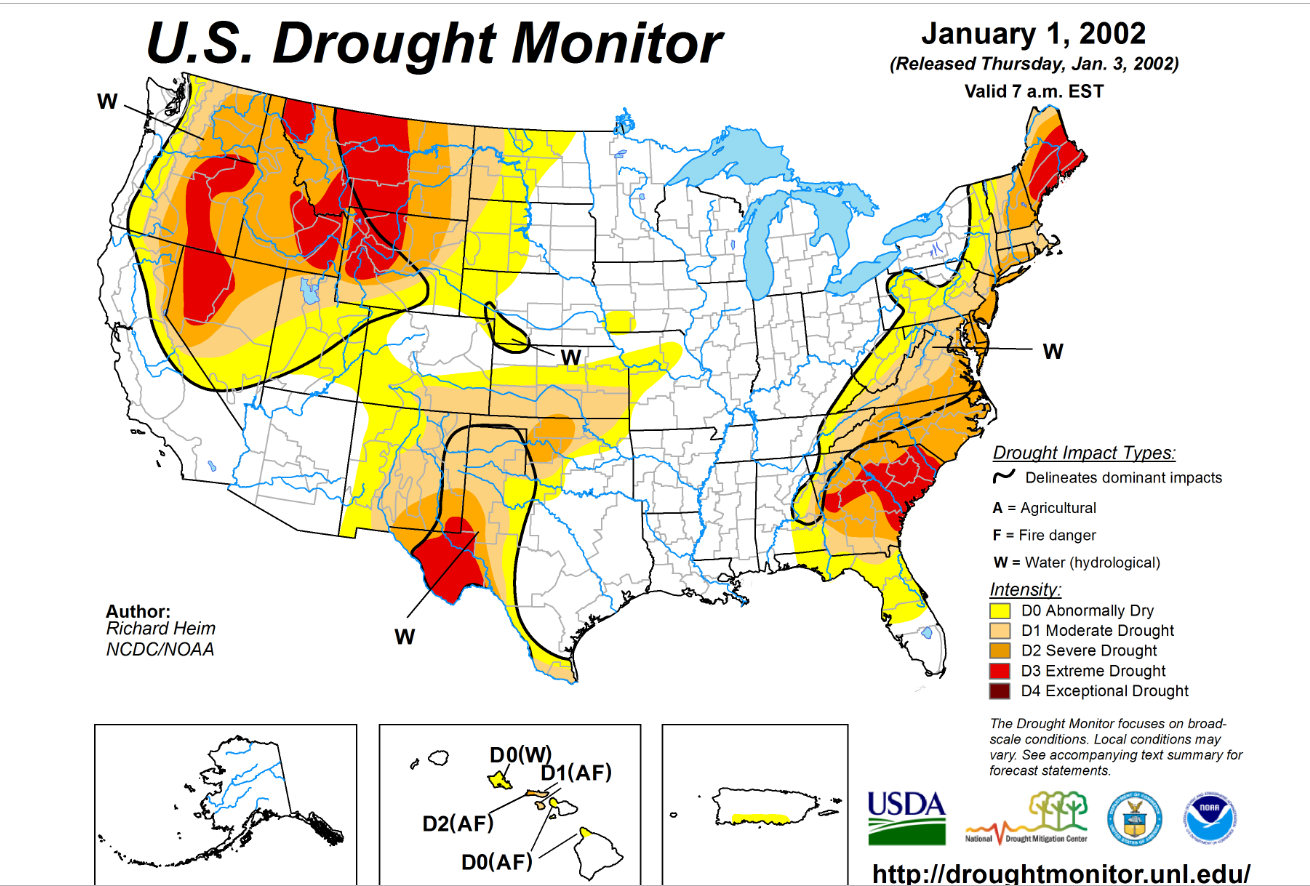 U.S. Drought Monitor
January 1, 2002
(Released Thursday, Jan. 3, 2002)
Valid 7 a.m. EST
W
W
W
W
Drought Impact Types:
Delineates dominant impacts
A = Agricultural
F = Fire danger
W = Water (hydrological)
Intensity:
D0 Abnormally Dry
D1 Moderate Drought
D2 Severe Drought
D3 Extreme Drought
D4 Exceptional Drought
Author:
Richard Heim
NCDC/NOAA
The Drought Monitor focuses on broad-
scale conditions. Local conditions may
vary. See accompanying text summary for
forecast statements.
D0(W)
D1(AF)
D2(AF)
D0(AF)
USDA
National Drought Mitigation Center
NOAA
http://droughtmonitor.unl.edu/